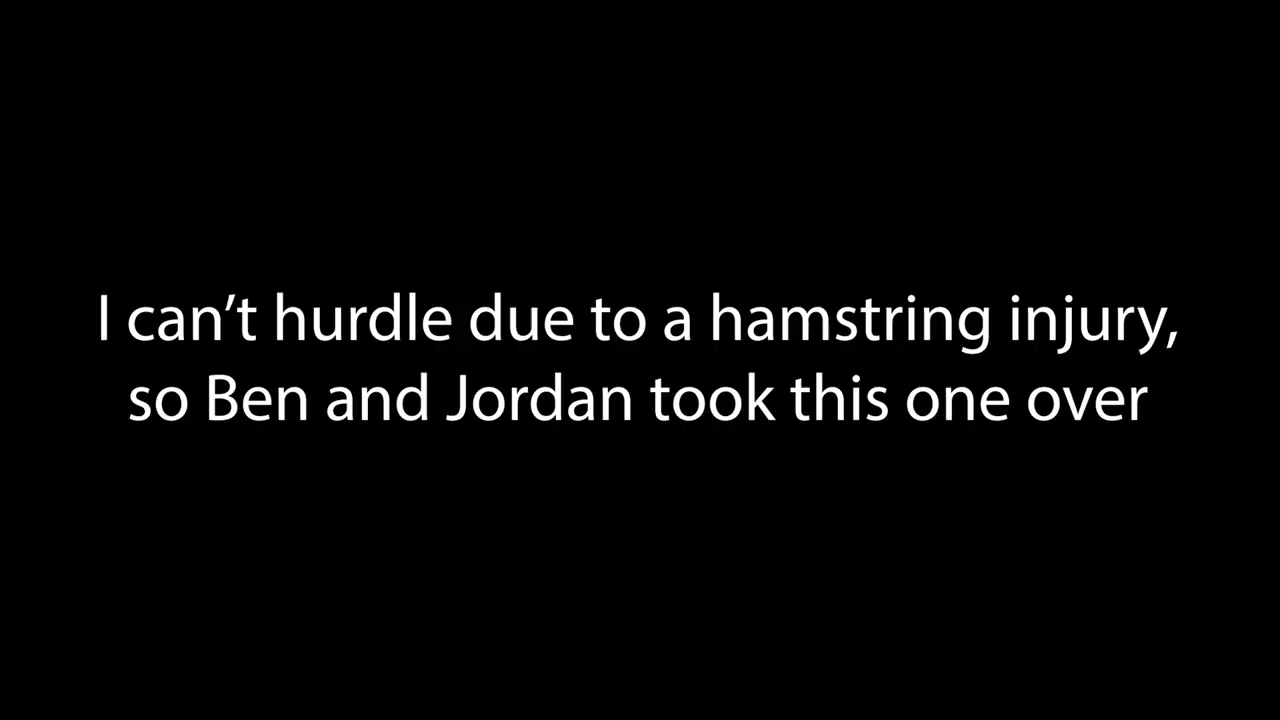 I can’t hurdle due to a hamstring injury,
so Ben and Jordan took this one over